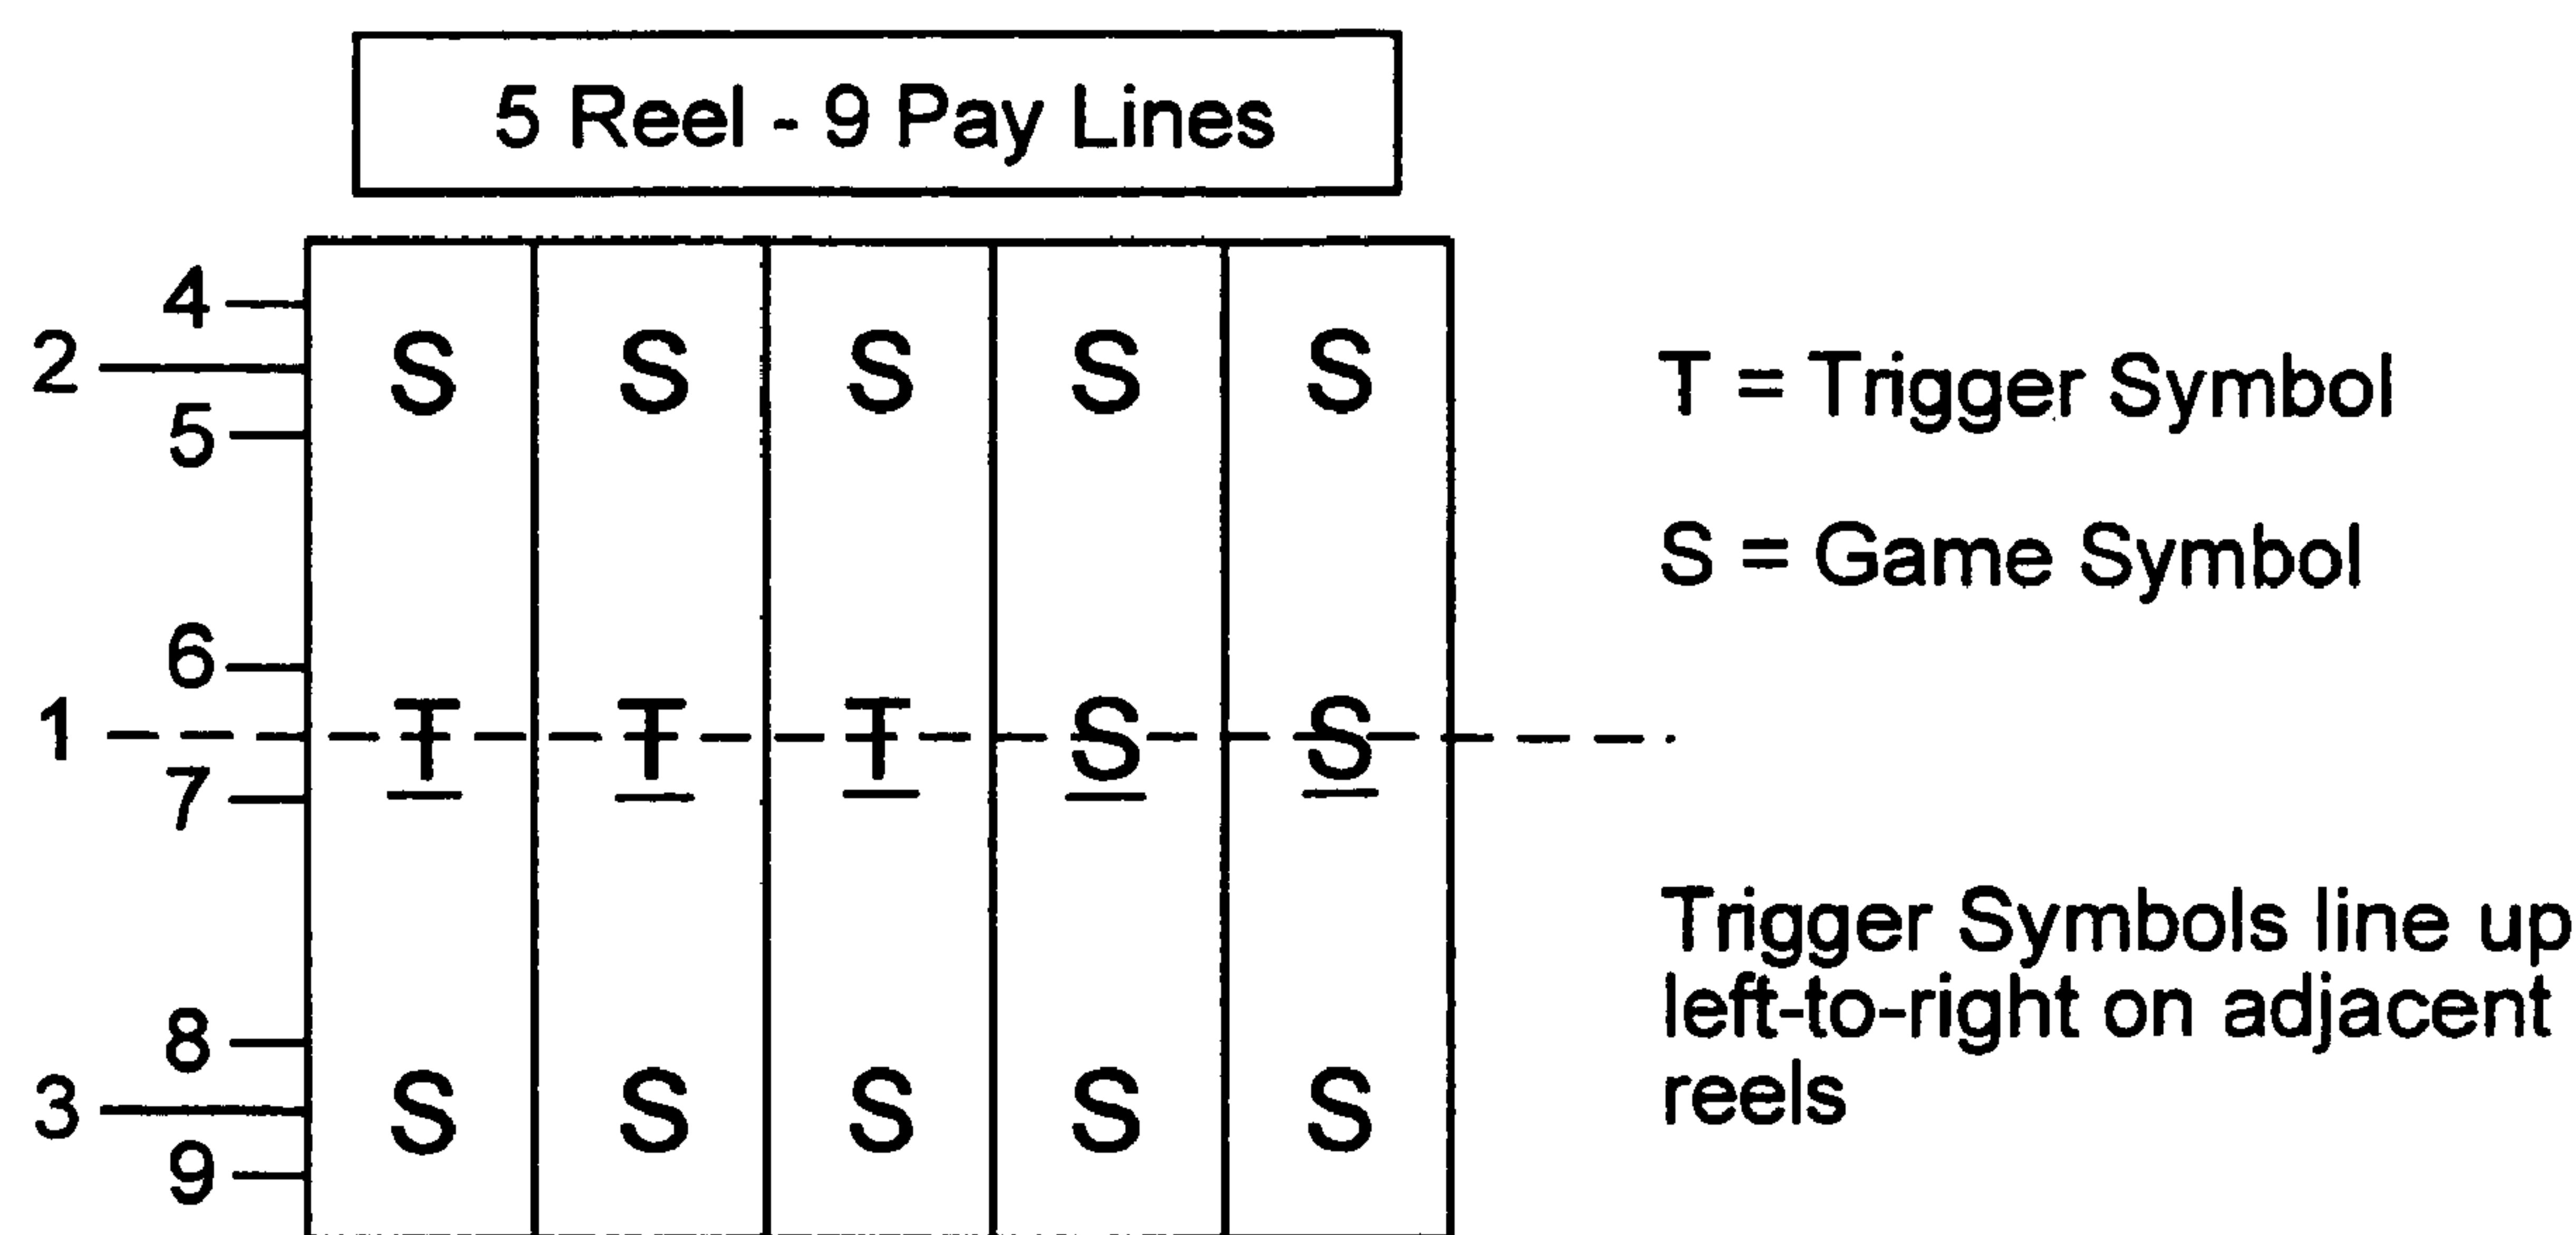 5 Reel - 9 Pay Lines
4
2 S S S S S
5
6
1 T T T S S
7
8
3 S S S S S
9
T = Trigger Symbol
S = Game Symbol
Trigger Symbols line up
left-to-right on adjacent
reels